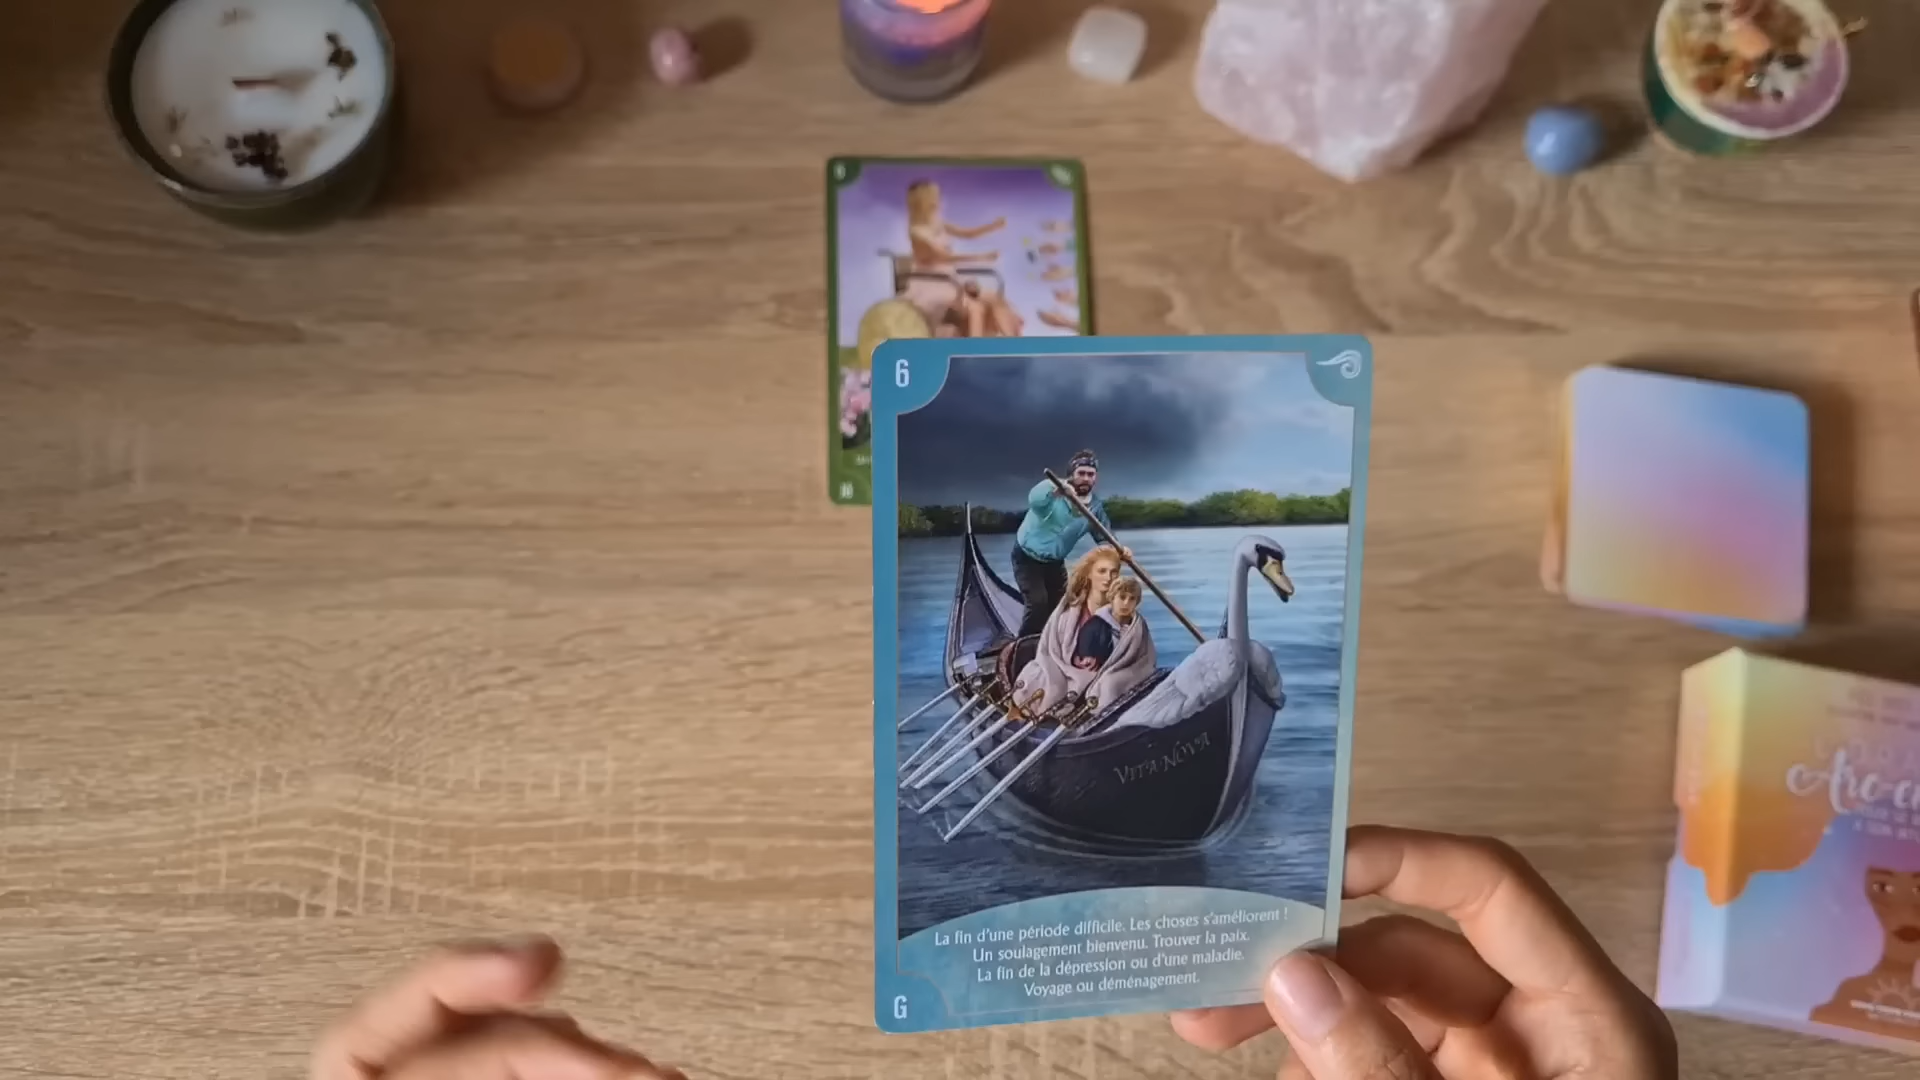 6
VITA NOVA
La fin d'une période difficile. Les choses s'améliorent !
Un soulagement bienvenu. Trouver la paix.
La fin de la dépression ou d'une maladie.
Voyage ou déménagement.
G